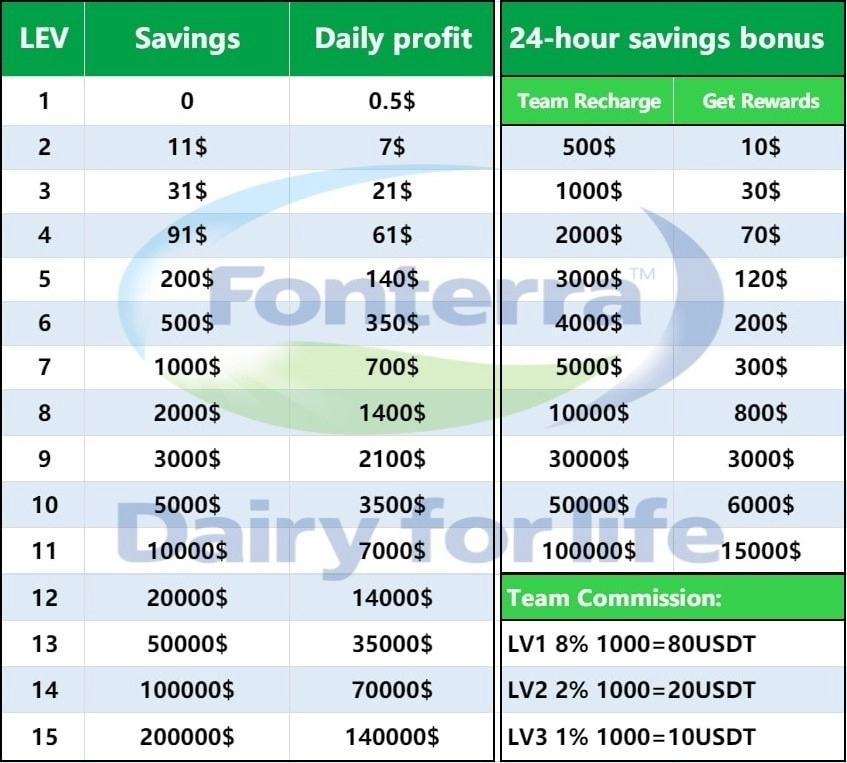 LEV Savings Daily profit
1 0 0.5$
2 11$ 7$
3 31$ 21$
4 91$ 61$
5 200$ 140$
6 500$ 350$
7 1000$ 700$
8 2000$ 1400$
9 3000$ 2100$
10 5000$ 3500$
11 10000$ 7000$
12 20000$ 14000$
13 50000$ 35000$
14 100000$ 70000$
15 200000$ 140000$
24-hour savings bonus
Team Recharge Get Rewards
500$ 10$
1000$ 30$
2000$ 70$
3000$ 120$
4000$ 200$
5000$ 300$
10000$ 800$
30000$ 3000$
50000$ 6000$
100000$ 15000$
Team Commission:
LV1 8% 1000=80USDT
LV2 2% 1000=20USDT
LV3 1% 1000=10USDT
Fonterra™
Dairy for life